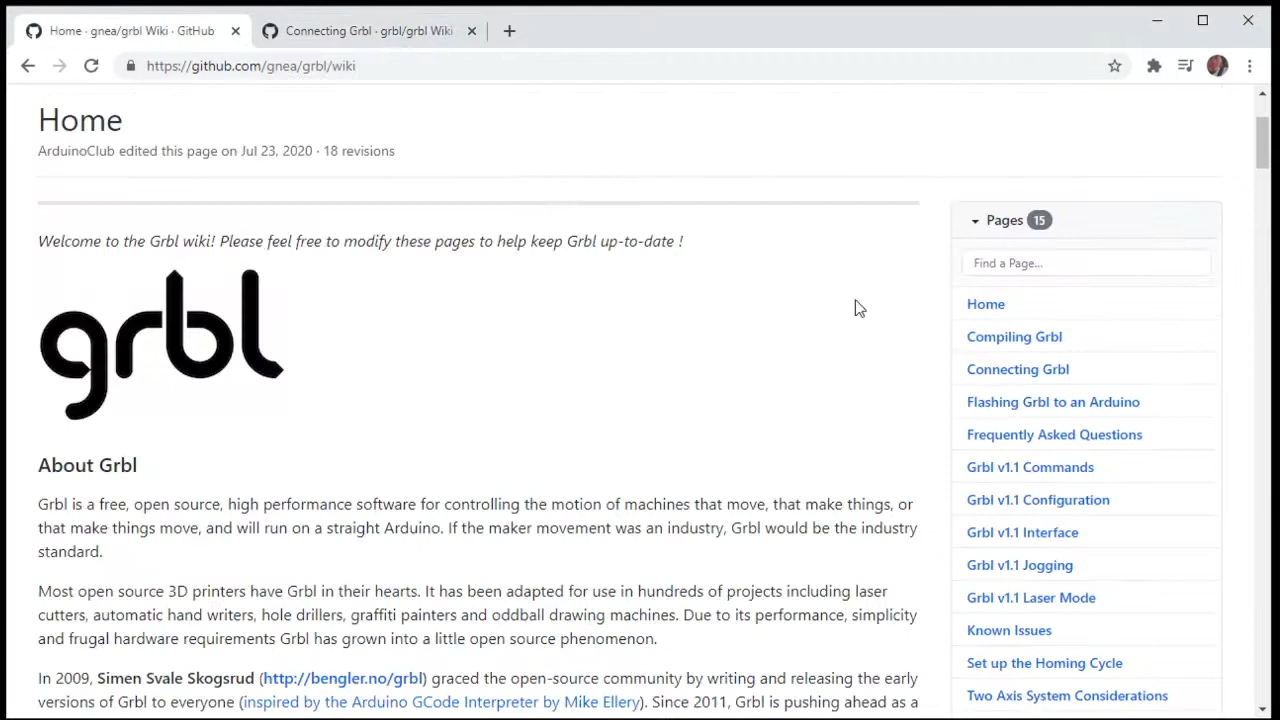 Home · gnea/grbl Wiki · GitHub
Connecting Grbl · grbl/grbl Wiki
https://github.com/gnea/grbl/wiki
Home
ArduinoClub edited this page on Jul 23, 2020 · 18 revisions
Welcome to the Grbl wiki! Please feel free to modify these pages to help keep Grbl up-to-date !
grbl
About Grbl
Grbl is a free, open source, high performance software for controlling the motion of machines that move, that make things, or
that make things move, and will run on a straight Arduino. If the maker movement was an industry, Grbl would be the industry
standard.
Most open source 3D printers have Grbl in their hearts. It has been adapted for use in hundreds of projects including laser
cutters, automatic hand writers, hole drillers, graffiti painters and oddball drawing machines. Due to its performance, simplicity
and frugal hardware requirements Grbl has grown into a little open source phenomenon.
In 2009, Simen Svale Skogsrud (http://bengler.no/grbl) graced the open-source community by writing and releasing the early
versions of Grbl to everyone (inspired by the Arduino GCode Interpreter by Mike Ellery). Since 2011, Grbl is pushing ahead as a
Pages 15
Find a Page...
Home
Compiling Grbl
Connecting Grbl
Flashing Grbl to an Arduino
Frequently Asked Questions
Grbl v1.1 Commands
Grbl v1.1 Configuration
Grbl v1.1 Interface
Grbl v1.1 Jogging
Grbl v1.1 Laser Mode
Known Issues
Set up the Homing Cycle
Two Axis System Considerations